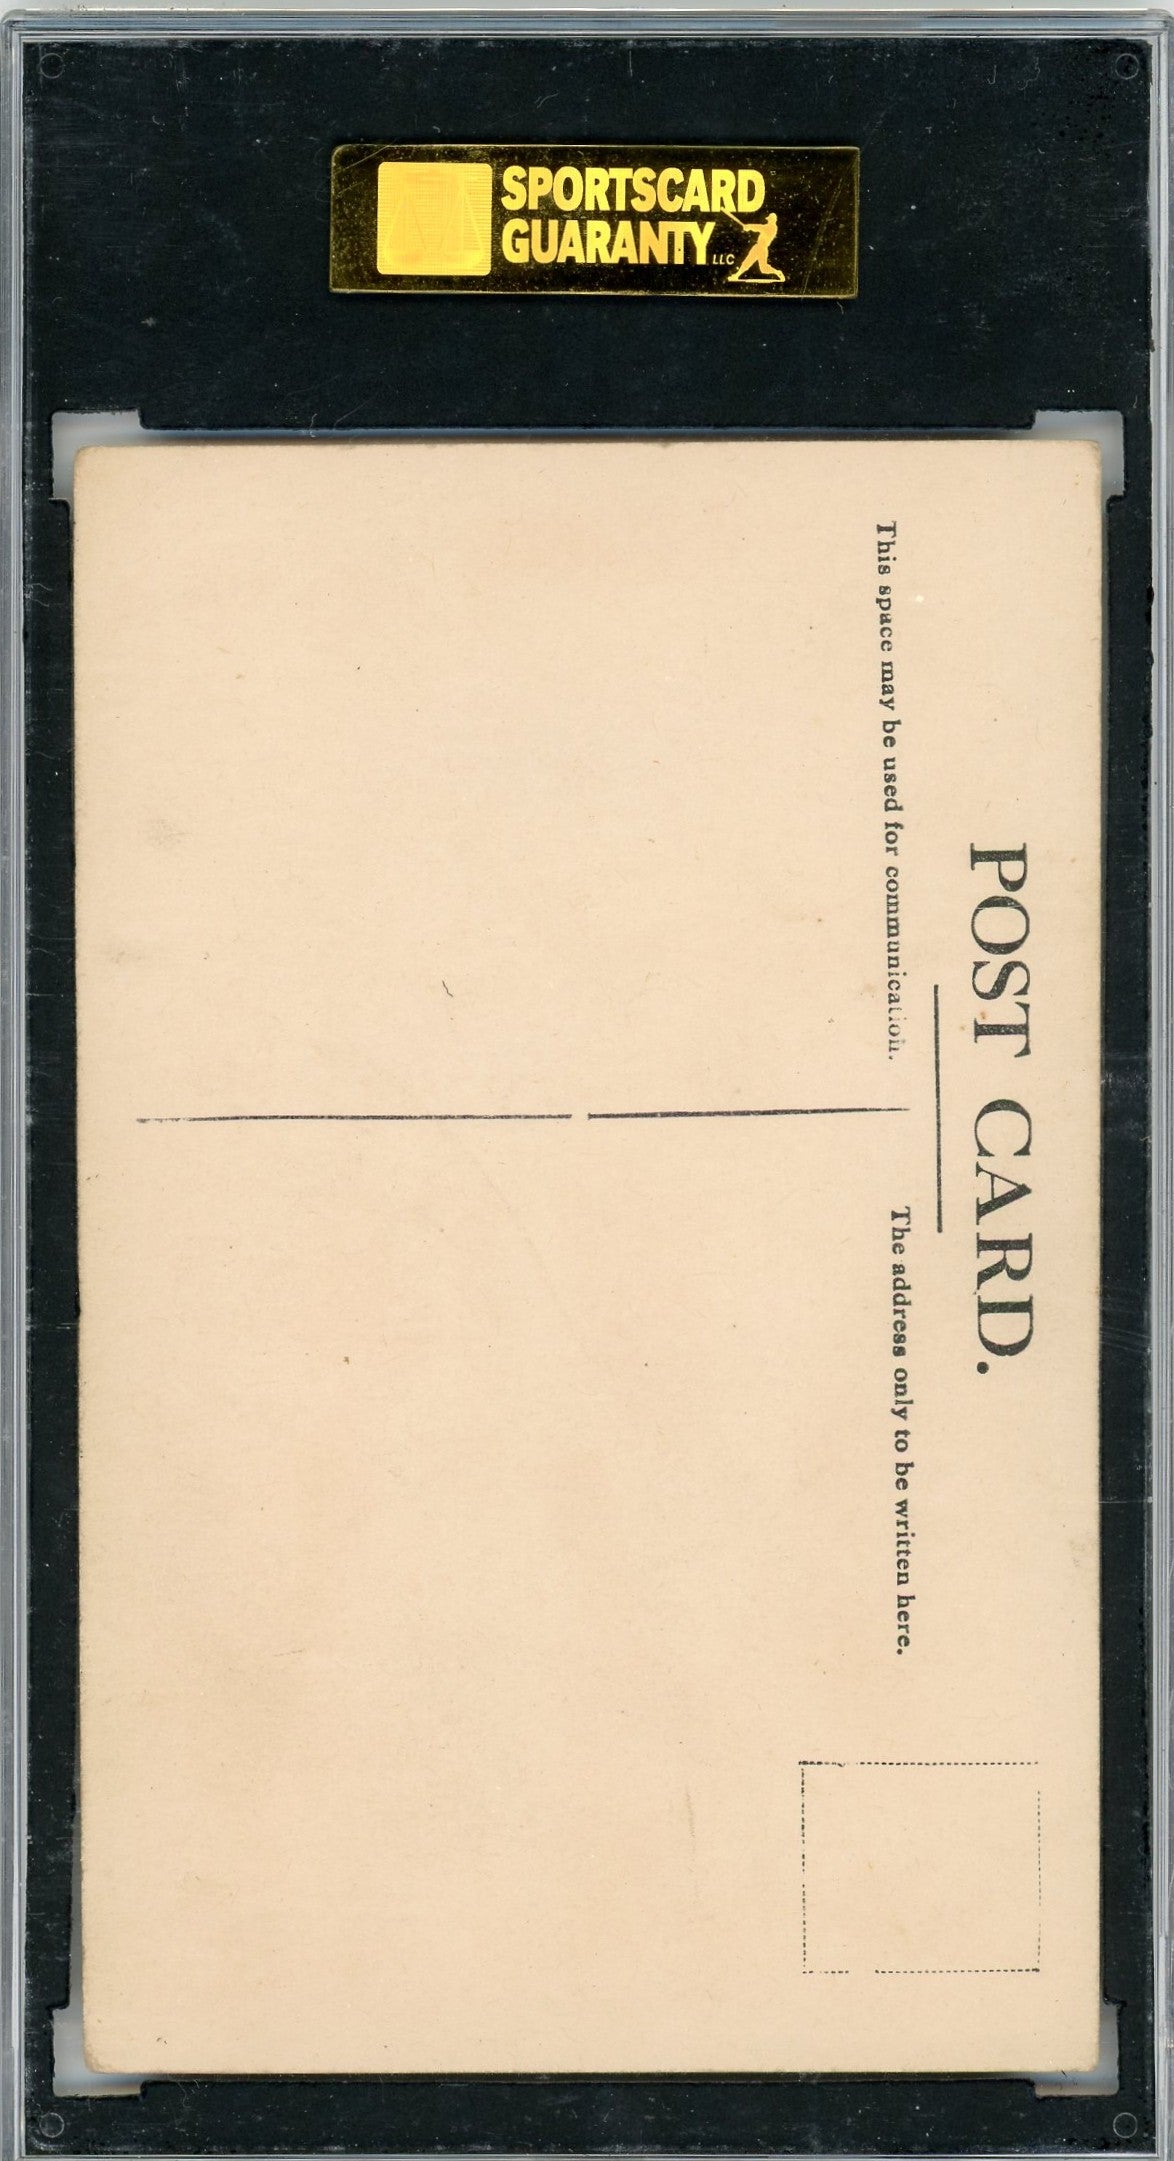 SPORTSCARD
GUARANTY LLC
POST CARD.
This space may be used for communication.
The address only to be written here.